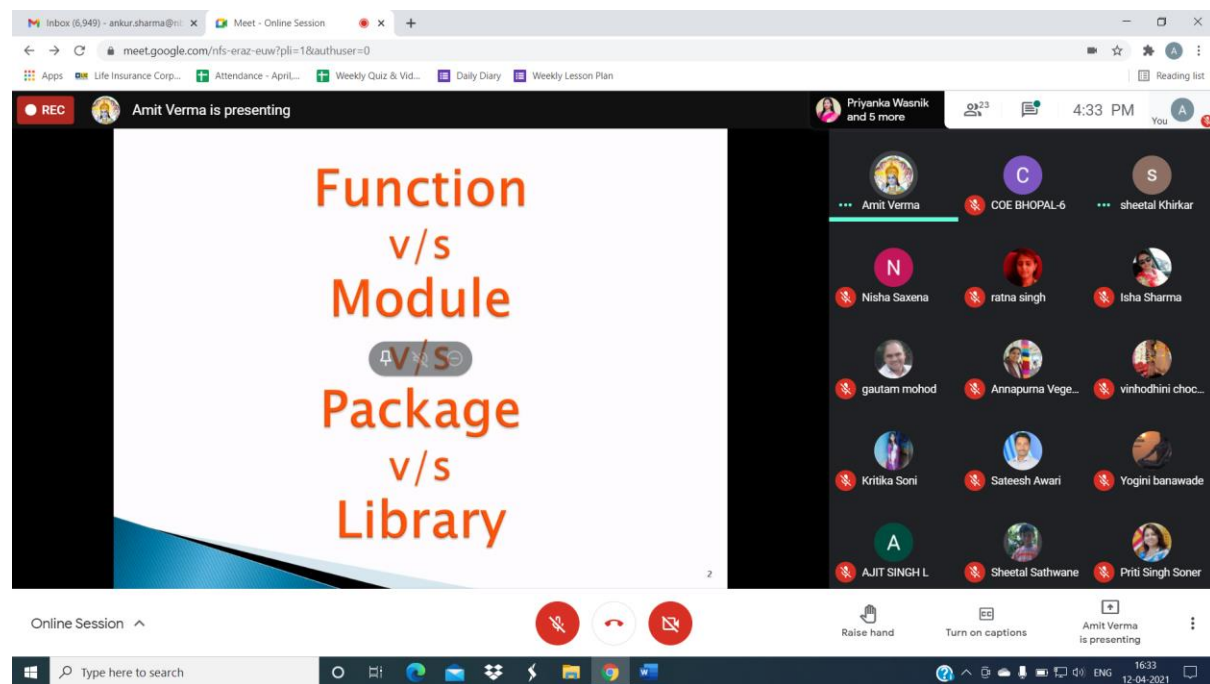 Inbox (6,949) - ankur.sharma@n
Meet - Online Session
meet.google.com/nfs-eraz-euw?pli=1&authuser=0
Apps
Life Insurance Corp...
Attendance - April,...
Weekly Quiz & Vid...
Daily Diary
Weekly Lesson Plan
Reading list
REC
Amit Verma is presenting
Priyanka Wasnik
and 5 more
23
4:33 PM
You
A
Function
v/s
Module
v/s
Package
v/s
Library
2
Amit Verma
C
COE BHOPAL-6
s
sheetal Khirkar
N
Nisha Saxena
ratna singh
Isha Sharma
gautam mohod
Annapurna Vege...
vinhodhini choc...
Kritika Soni
Sateesh Awari
Yogini banawade
A
AJIT SINGH L
Sheetal Sathwane
Priti Singh Soner
Online Session
Raise hand
CC
Turn on captions
Amit Verma
is presenting
Type here to search
ENG
16:33
12-04-2021